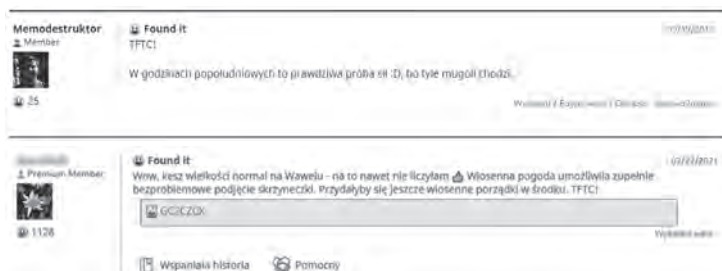 Memodestruktor
Member
25
Found it
TFTC!
W godzinach popołudniowych to prawdziwa próba sił :D, bo tyle mugoli chodzi.
Premium Member
1128
Found it
Wow, kesz wielkości normal na Wawelu - na to nawet nie liczyłam Wiosenna pogoda umożliwiła zupełnie
bezproblemowe podjęcie skrzyneczki. Przydałyby się jeszcze wiosenne porządki w środku. TFTC!
Wspaniała historia
Pomocny